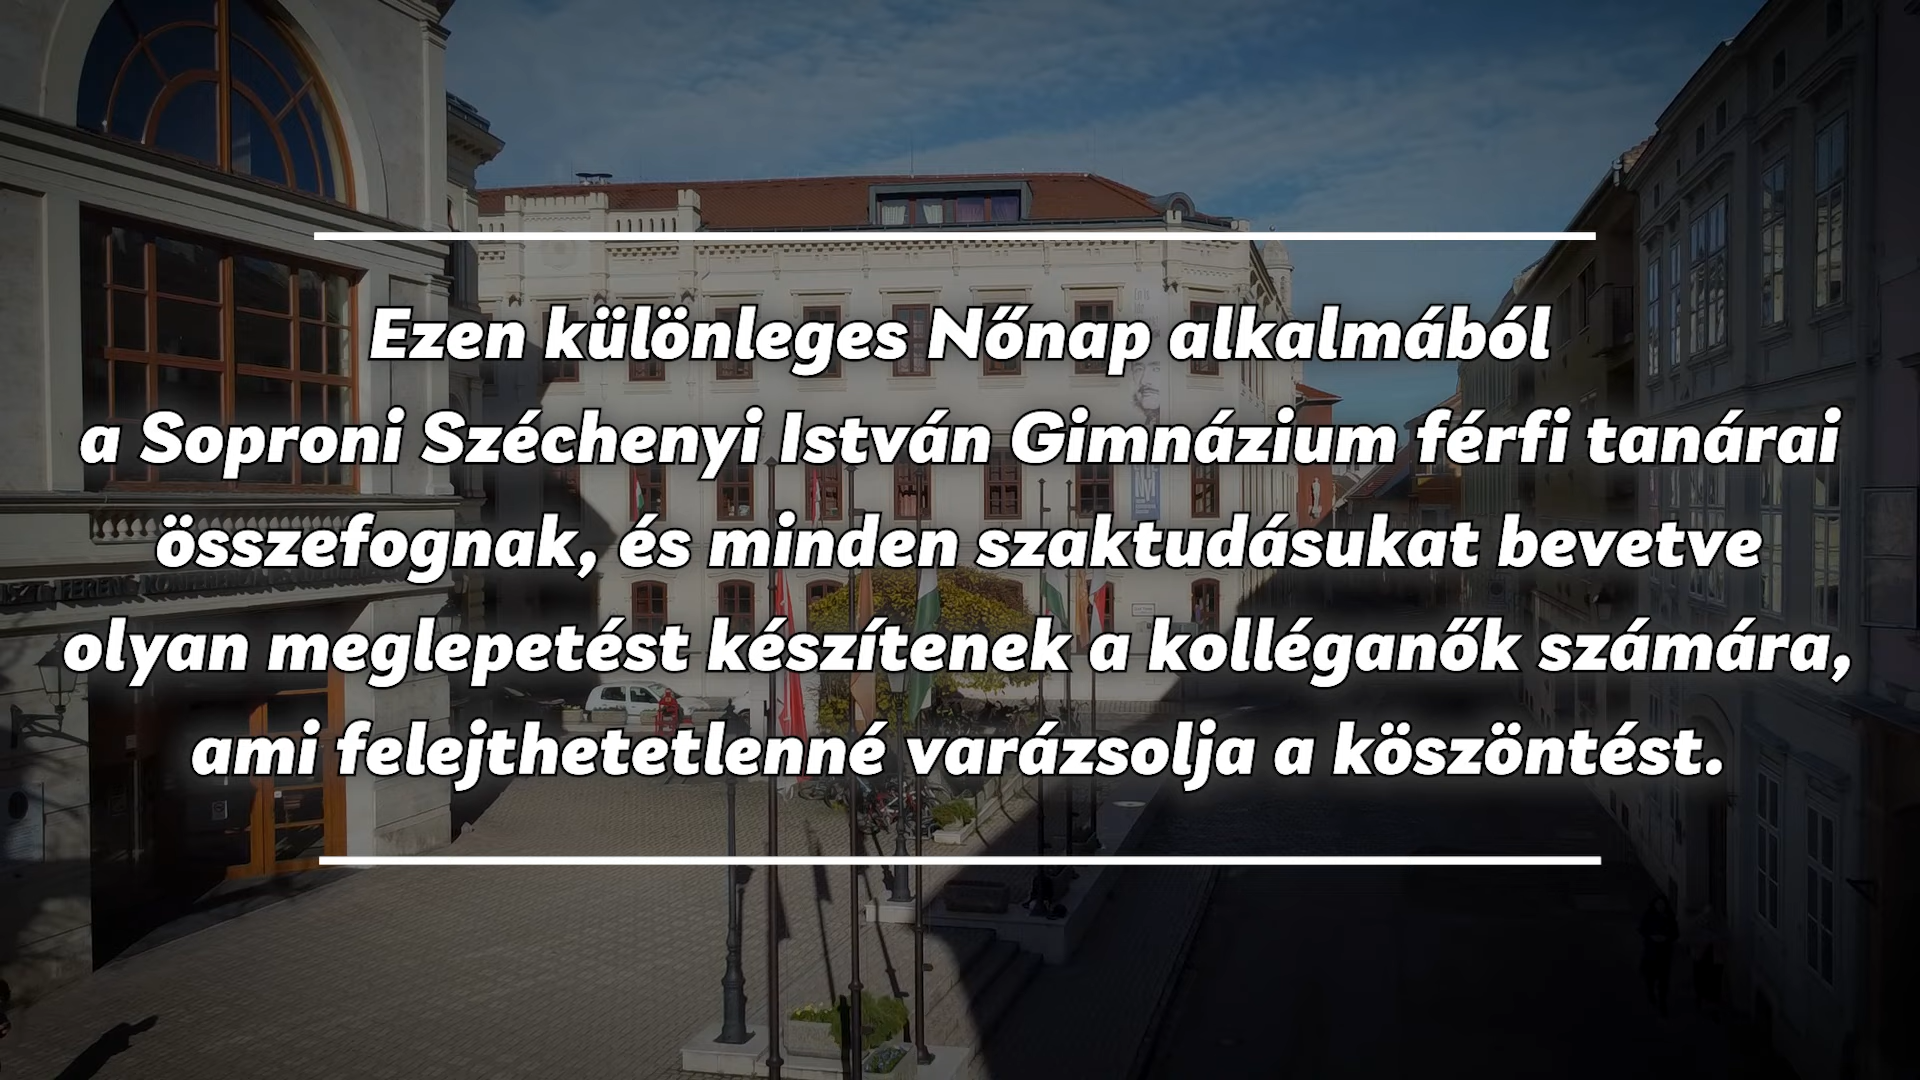 Ezen különleges Nőnap alkalmából
a Soproni Széchenyi István Gimnázium férfi tanárai
összefognak, és minden szaktudásukat bevetve
olyan meglepetést készítenek a kolléganők számára,
ami felejthetetlenné varázsolja a köszöntést.